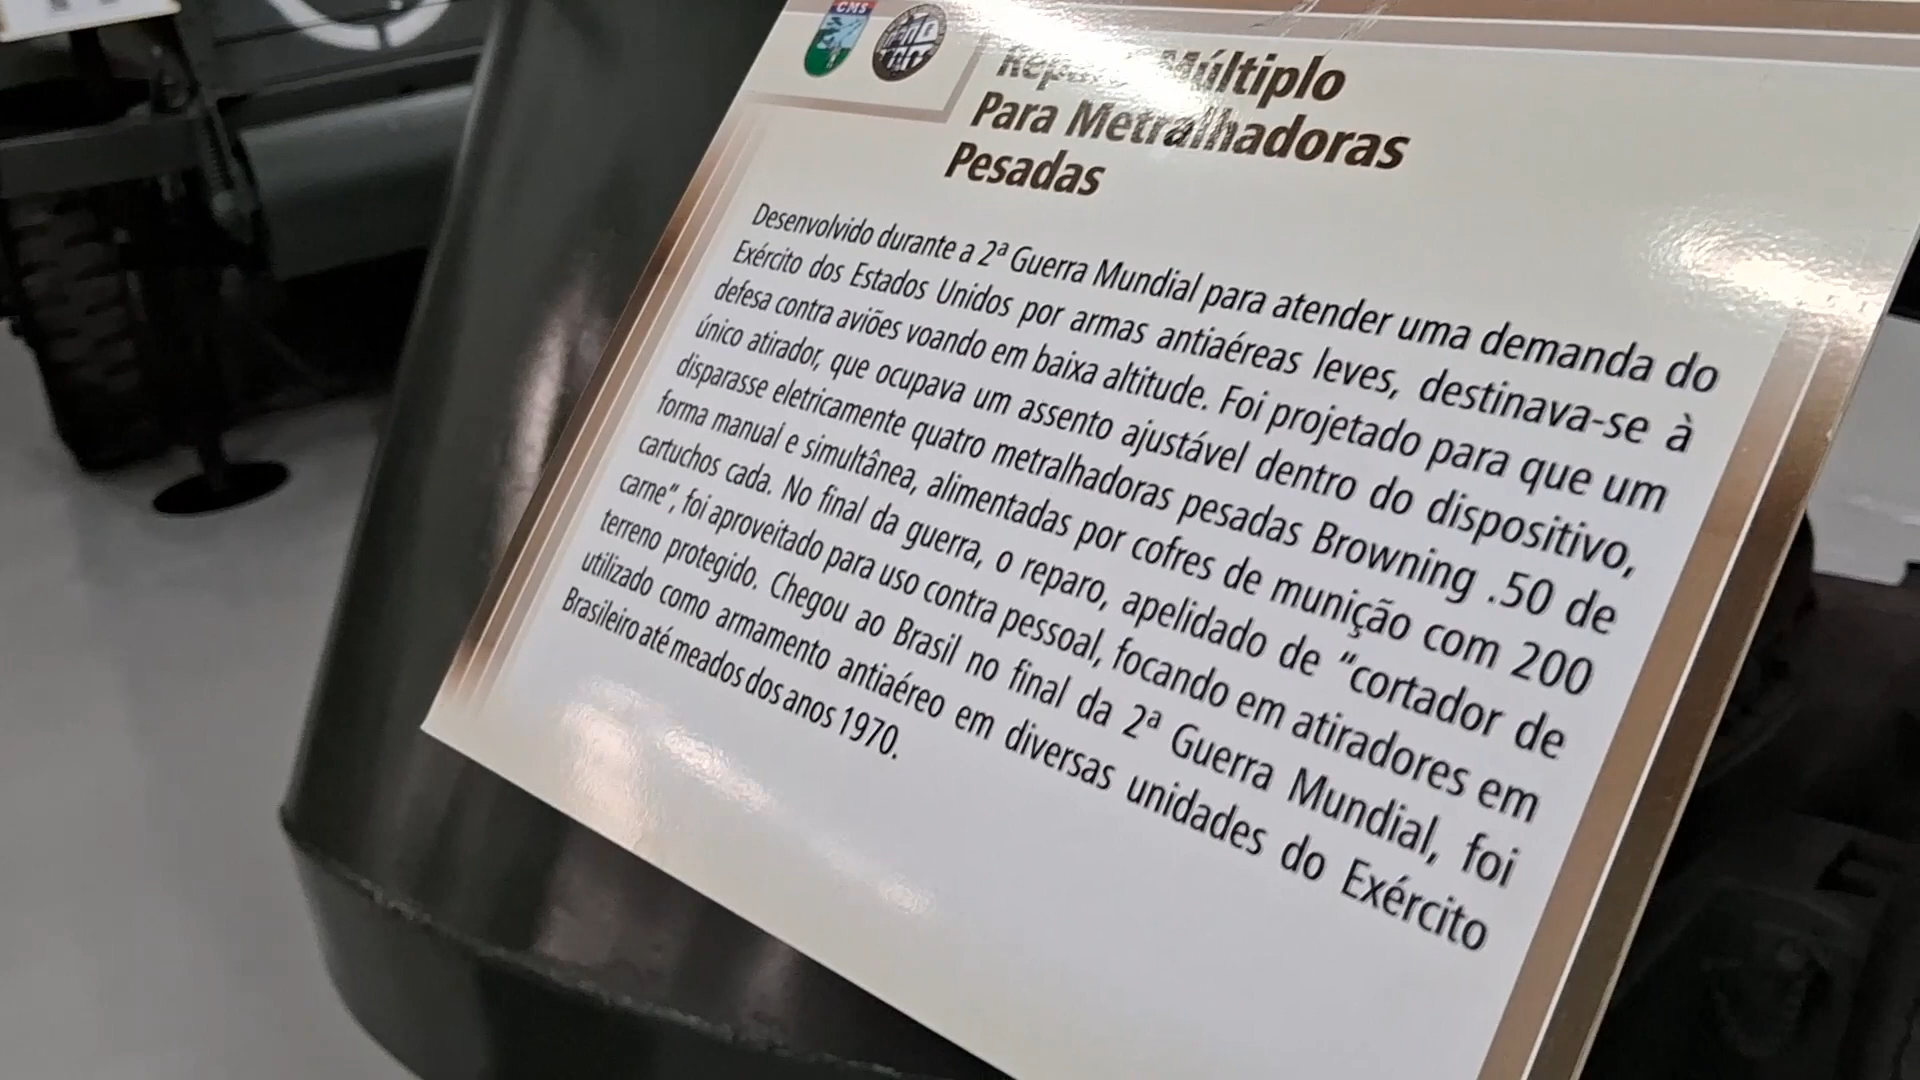 CMS
Reparo Múltiplo
Para Metralhadoras
Pesadas
Desenvolvido durante a 2ª Guerra Mundial para atender uma demanda do
Exército dos Estados Unidos por armas antiaéreas leves, destinava-se à
defesa contra aviões voando em baixa altitude. Foi projetado para que um
único atirador, que ocupava um assento ajustável dentro do dispositivo,
disparasse eletricamente quatro metralhadoras pesadas Browning .50 de
forma manual e simultânea, alimentadas por cofres de munição com 200
cartuchos cada. No final da guerra, o reparo, apelidado de “cortador de
carne”, foi aproveitado para uso contra pessoal, focando em atiradores em
terreno protegido. Chegou ao Brasil no final da 2ª Guerra Mundial, foi
utilizado como armamento antiaéreo em diversas unidades do Exército
Brasileiro até meados dos anos 1970.